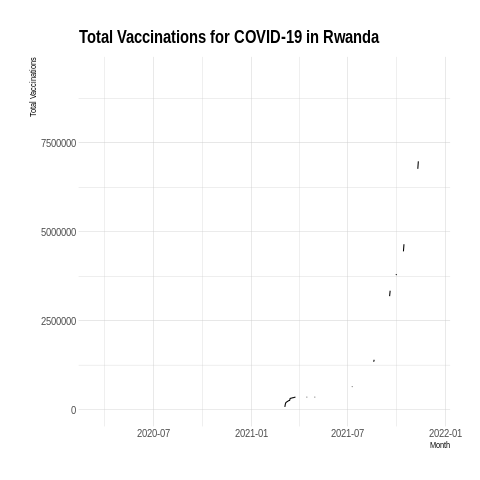 Total Vaccinations for COVID-19 in Rwanda
Total Vaccinations
7500000
5000000
2500000
0
2020-07
2021-01
2021-07
2022-01
Month